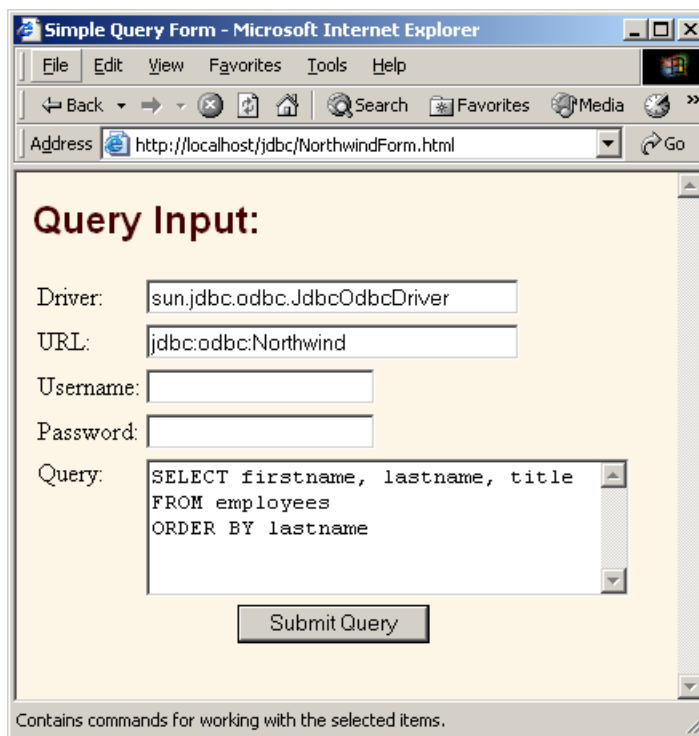 Simple Query Form - Microsoft Internet Explorer
File Edit View Favorites Tools Help
Back Search Favorites Media »
Address http://localhost/jdbc/NorthwindForm.html Go
Query Input:
Driver: sun.jdbc.odbc.JdbcOdbcDriver
URL: jdbc:odbc:Northwind
Username:
Password:
Query: SELECT firstname, lastname, title
FROM employees
ORDER BY lastname
Submit Query
Contains commands for working with the selected items.